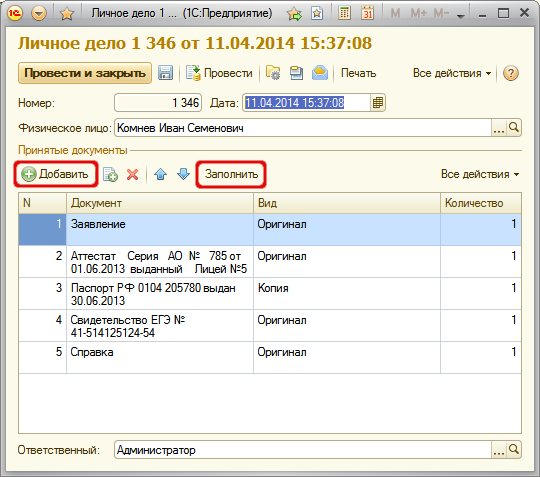 Личное дело 1 ... (1С:Предприятие)
M M+ M-
Личное дело 1 346 от 11.04.2014 15:37:08
Провести и закрыть Провести Печать Все действия
Номер: 1 346 Дата: 11.04.2014 15:37:08
Физическое лицо: Комнев Иван Семенович
Принятые документы
Добавить Заполнить Все действия
N Документ Вид Количество
1 Заявление Оригинал 1
2 Аттестат Серия АО № 785 от Оригинал 1
01.06.2013 выданный Лицей №5
3 Паспорт РФ 0104 205780 выдан Копия 1
30.06.2013
4 Свидетельство ЕГЭ № Оригинал 1
41-514125124-54
5 Справка Оригинал 1
Ответственный: Администратор